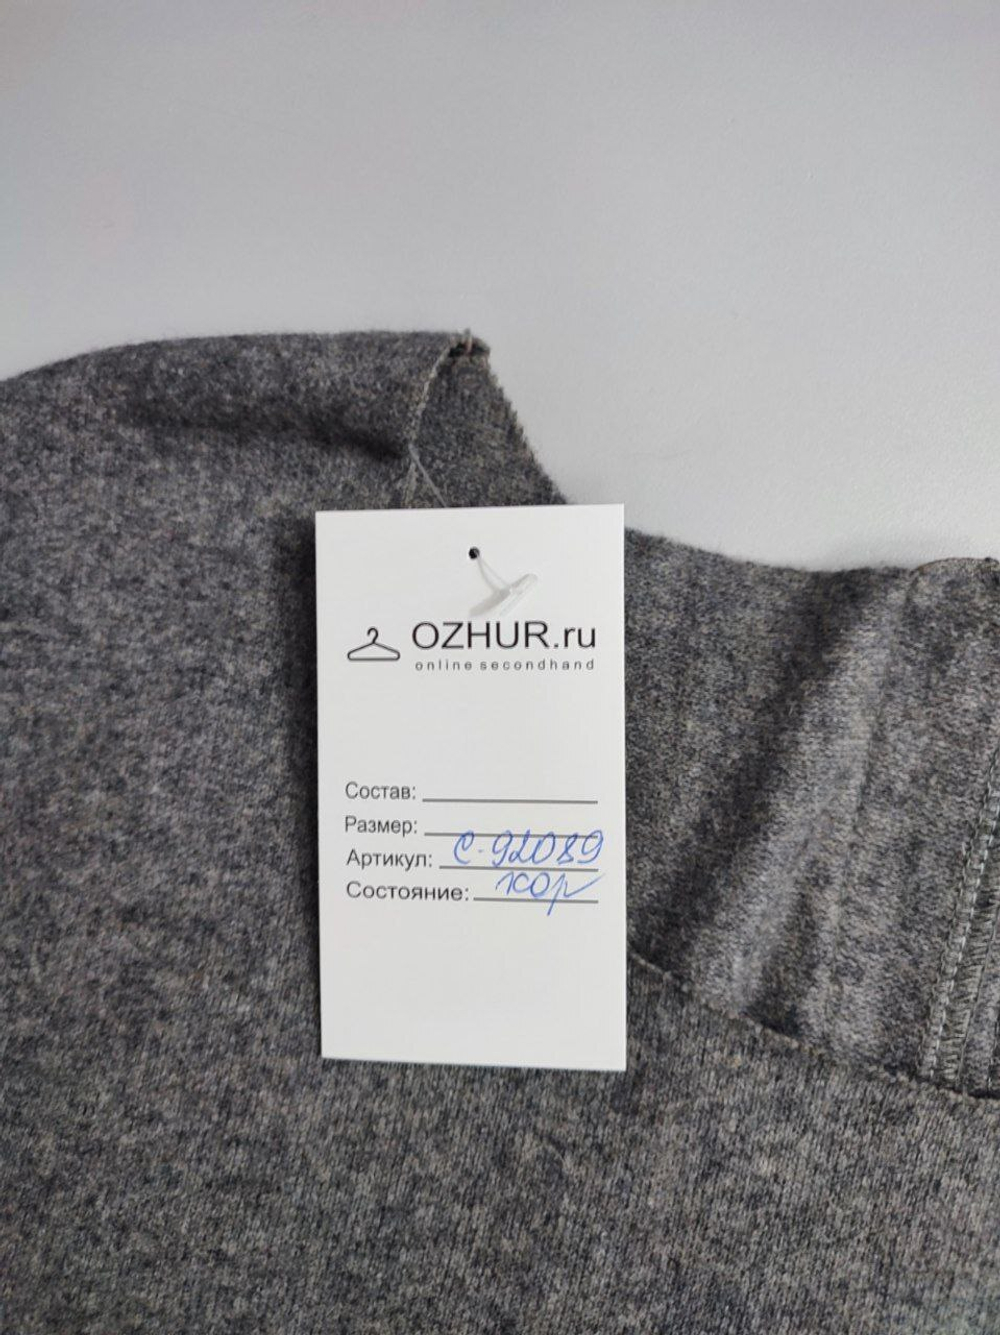 OZHUR.ru
online secondhand
Состав:
Размер:
Артикул: С-92089
Состояние: хор